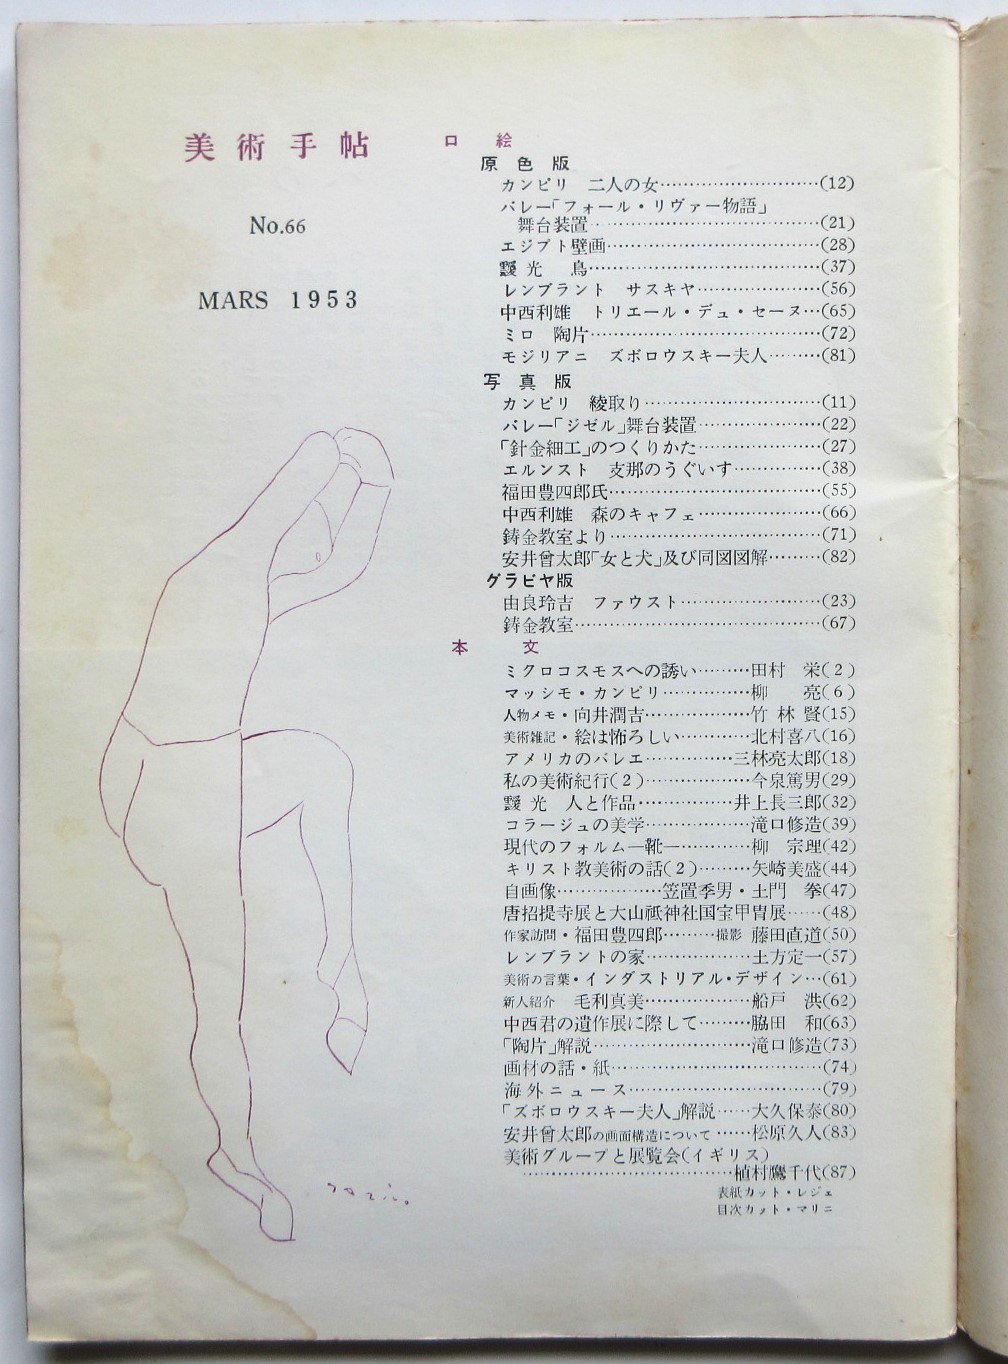 美術手帖
No.66
MARS 1953
口絵
原色版
カンピリ 二人の女…………………………(12)
バレー「フォール・リヴァー物語」
舞台装置…………………………(21)
エジプト壁画…………………………(28)
靉光 鳥…………………………(37)
レンブラント サスキヤ…………………(56)
中西利雄 トリエール・デュ・セーヌ…(65)
ミロ 陶片…………………………(72)
モジリアニ ズボロウスキー夫人………(81)
写真版
カンピリ 綾取り…………………………(11)
バレー「ジゼル」舞台装置………………(22)
「針金細工」のつくりかた………………(27)
エルンスト 支那のうぐいす……………(38)
福田豊四郎氏…………………………(55)
中西利雄 森のキャフェ…………………(66)
鋳金教室より…………………………(71)
安井曾太郎「女と犬」及び同図図解………(82)
グラビヤ版
由良玲吉 ファウスト……………………(23)
鋳金教室…………………………(67)
本文
ミクロコスモスへの誘い………田村 栄(2)
マッシモ・カンピリ……………柳 亮(6)
人物メモ・向井潤吉………………竹林 賢(15)
美術雑記・絵は怖ろしい…………北村喜八(16)
アメリカのバレエ……………三林亮太郎(18)
私の美術紀行(2)………………今泉篤男(29)
靉光 人と作品……………井上長三郎(32)
コラージュの美学………………滝口修造(39)
現代のフォルム―靴―…………柳 宗理(42)
キリスト教美術の話(2)………矢崎美盛(44)
自画像………………笠置季男・土門 拳(47)
唐招提寺展と大山祗神社国宝甲冑展……(48)
作家訪問・福田豊四郎………撮影 藤田直道(50)
レンブラントの家………………土方定一(57)
美術の言葉・インダストリアル・デザイン…(61)
新人紹介 毛利真美………………船戸 洪(62)
中西君の遺作展に際して………脇田 和(63)
「陶片」解説………………………滝口修造(73)
画材の話・紙…………………………(74)
海外ニュース…………………………(79)
「ズボロウスキー夫人」解説……大久保泰(80)
安井曾太郎の画面構造について……松原久人(83)
美術グループと展覧会(イギリス)
…………………………植村鷹千代(87)
表紙カット・レジェ
目次カット・マリニ